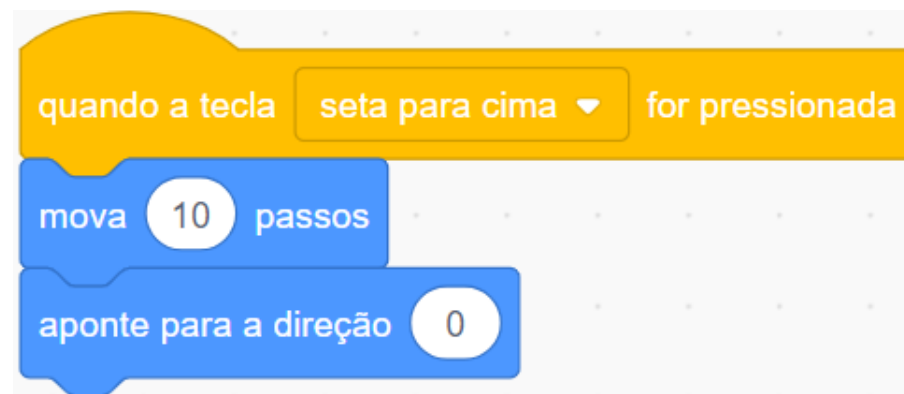 quando a tecla seta para cima for pressionada
mova 10 passos
aponte para a direção 0